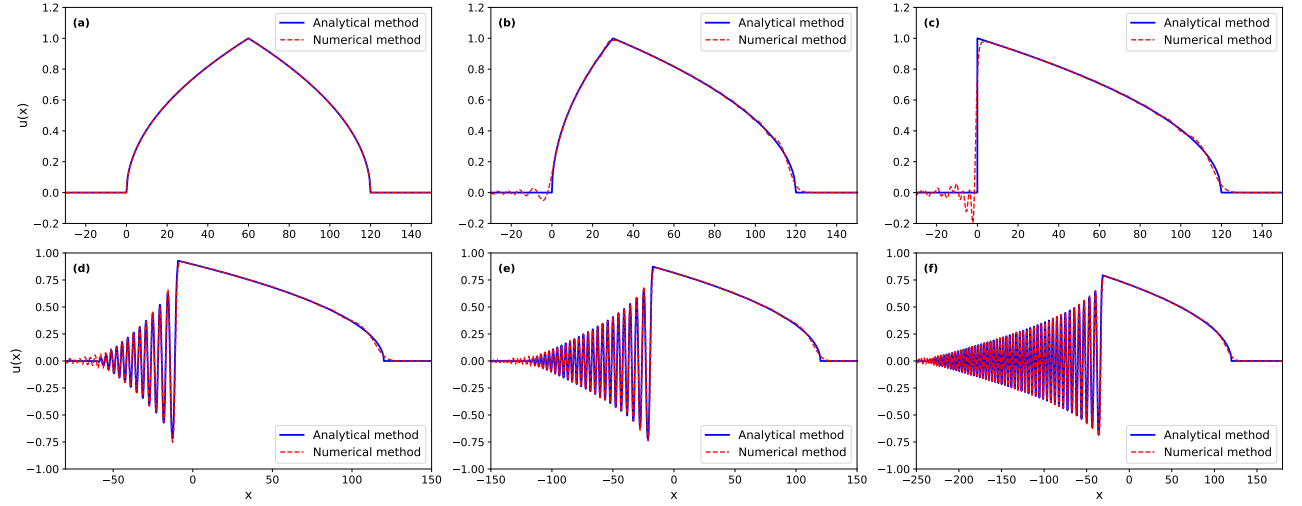 (a)
Analytical method
Numerical method
u(x)
1.2
1.0
0.8
0.6
0.4
0.2
0.0
−0.2
−20 0 20 40 60 80 100 120 140
(b)
Analytical method
Numerical method
1.2
1.0
0.8
0.6
0.4
0.2
0.0
−0.2
−20 0 20 40 60 80 100 120 140
(c)
Analytical method
Numerical method
1.2
1.0
0.8
0.6
0.4
0.2
0.0
−0.2
−20 0 20 40 60 80 100 120 140
(d)
Analytical method
Numerical method
u(x)
1.00
0.75
0.50
0.25
0.00
−0.25
−0.50
−0.75
−1.00
−50 0 50 100 150
x
(e)
Analytical method
Numerical method
1.00
0.75
0.50
0.25
0.00
−0.25
−0.50
−0.75
−1.00
−150 −100 −50 0 50 100 150
x
(f)
Analytical method
Numerical method
1.00
0.75
0.50
0.25
0.00
−0.25
−0.50
−0.75
−1.00
−250 −200 −150 −100 −50 0 50 100 150
x